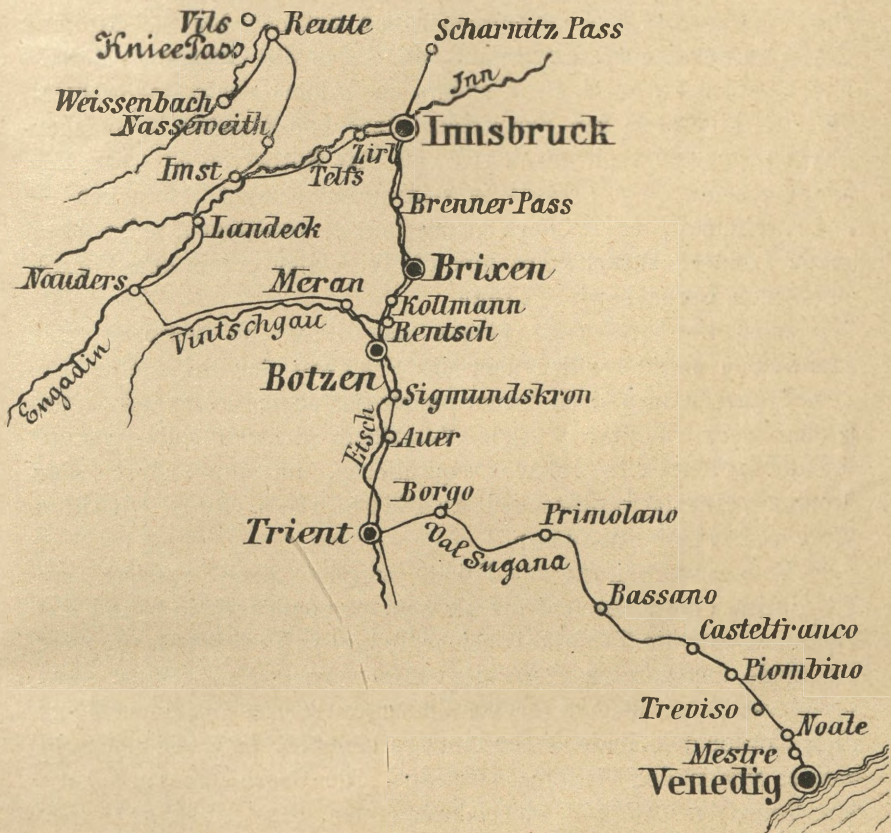 Vils
Reutte
Scharnitz Pass
Kniee Pass
Inn
Weissenbach
Nassereith
Innsbruck
Zirl
Imst
Telfs
Brenner Pass
Landeck
Brixen
Nauders
Meran
Kollmann
Vintschgau
Rentsch
Engadin
Botzen
Sigmundskron
Etsch
Auer
Borgo
Trient
Primolano
Val Sugana
Bassano
Castelfranco
Piombino
Treviso
Noale
Mestre
Venedig